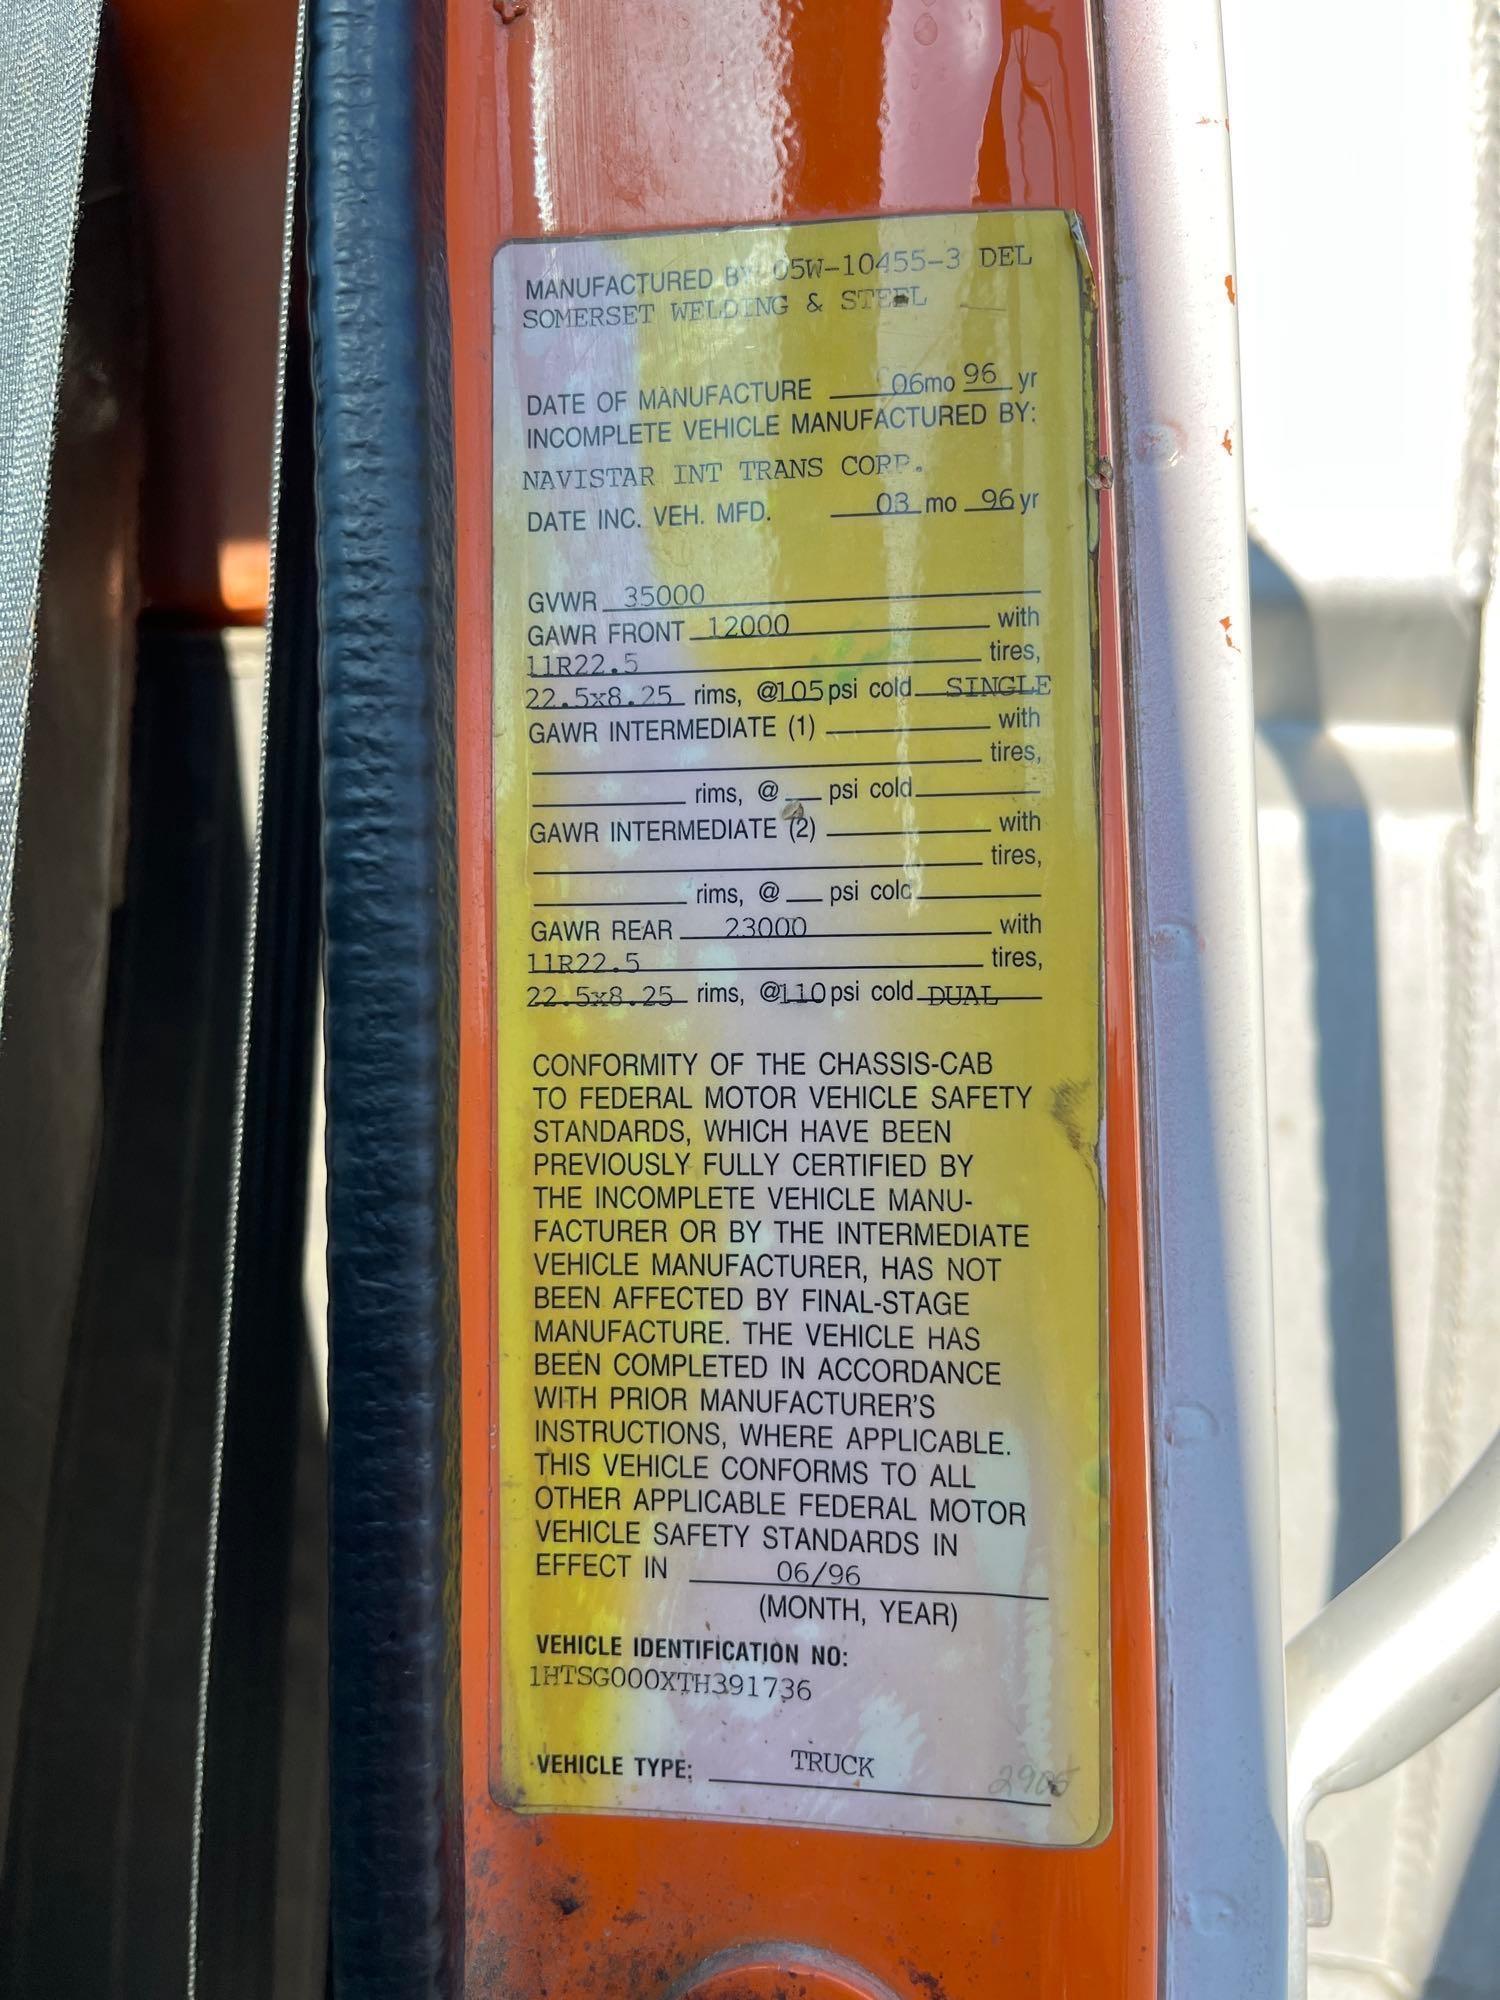 MANUFACTURED BY 05W-10455-3 DEL
SOMERSET WELDING & STEEL
DATE OF MANUFACTURE 06mo 96 yr
INCOMPLETE VEHICLE MANUFACTURED BY:
NAVISTAR INT TRANS CORP.
DATE INC. VEH. MFD. 03 mo 96 yr
GVWR 35000
GAWR FRONT 12000 with
11R22.5 tires,
22.5x8.25 rims, @105 psi cold SINGLE
GAWR INTERMEDIATE (1) with
tires,
rims, @ psi cold
GAWR INTERMEDIATE (2) with
tires,
rims, @ psi cold
GAWR REAR 23000 with
11R22.5 tires,
22.5x8.25 rims, @110 psi cold DUAL
CONFORMITY OF THE CHASSIS-CAB
TO FEDERAL MOTOR VEHICLE SAFETY
STANDARDS, WHICH HAVE BEEN
PREVIOUSLY FULLY CERTIFIED BY
THE INCOMPLETE VEHICLE MANU-
FACTURER OR BY THE INTERMEDIATE
VEHICLE MANUFACTURER, HAS NOT
BEEN AFFECTED BY FINAL-STAGE
MANUFACTURE. THE VEHICLE HAS
BEEN COMPLETED IN ACCORDANCE
WITH PRIOR MANUFACTURER'S
INSTRUCTIONS, WHERE APPLICABLE.
THIS VEHICLE CONFORMS TO ALL
OTHER APPLICABLE FEDERAL MOTOR
VEHICLE SAFETY STANDARDS IN
EFFECT IN 06/96
(MONTH, YEAR)
VEHICLE IDENTIFICATION NO:
1HTSG000XTH391736
VEHICLE TYPE: TRUCK